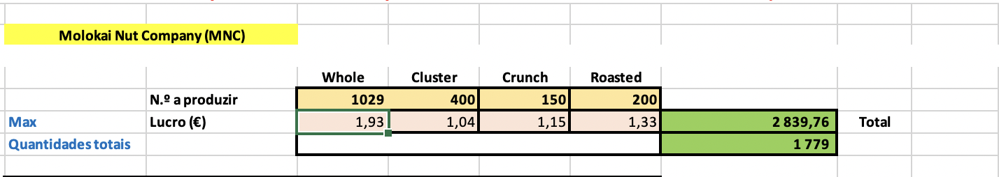 Molokai Nut Company (MNC)
Whole Cluster Crunch Roasted
N.º a produzir 1029 400 150 200
Max Lucro (€) 1,93 1,04 1,15 1,33 2 839,76 Total
Quantidades totais 1 779